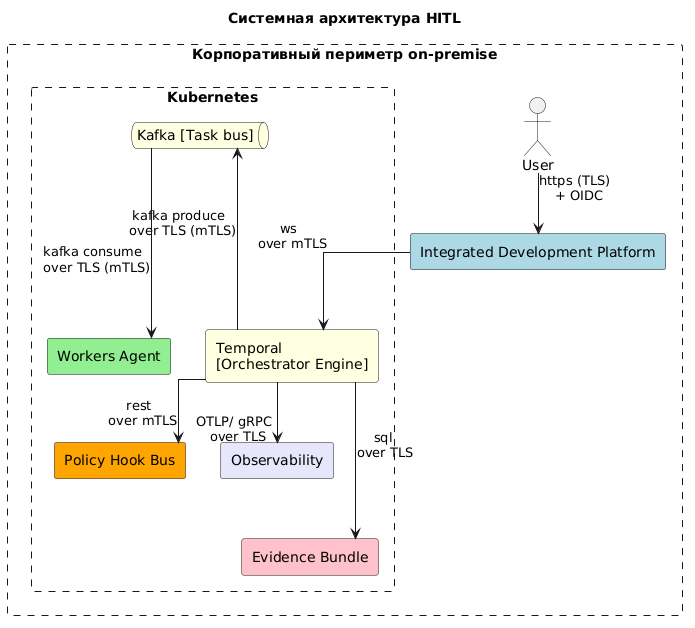 Системная архитектура HITL
Корпоративный периметр on-premise
Kubernetes
Kafka [Task bus]
User
https (TLS)
+ OIDC
kafka produce
over TLS (mTLS)
ws
over mTLS
kafka consume
over TLS (mTLS)
Integrated Development Platform
Workers Agent
Temporal
[Orchestrator Engine]
rest
over mTLS
OTLP/ gRPC
over TLS
sql
over TLS
Policy Hook Bus
Observability
Evidence Bundle